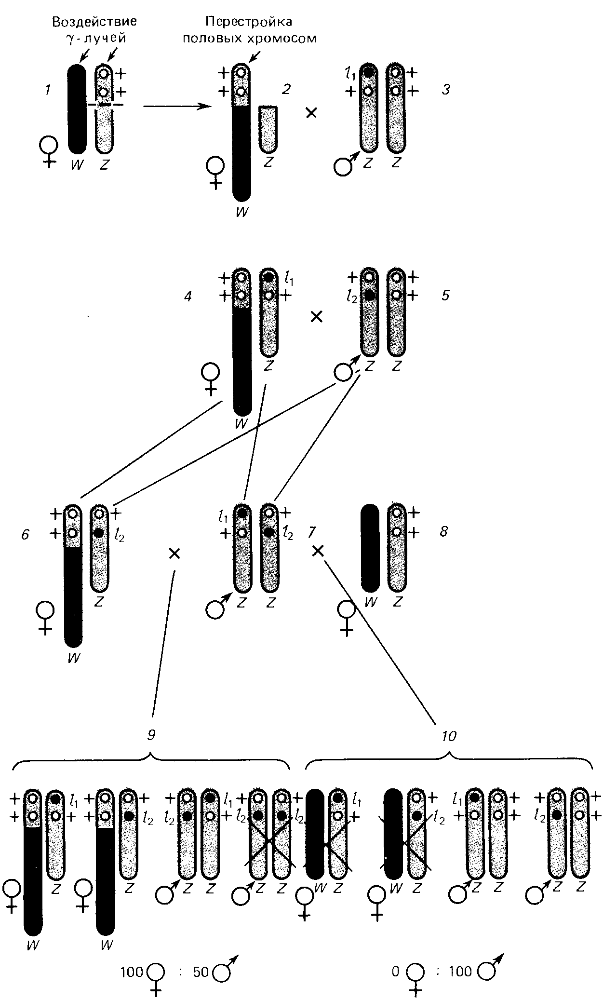 Воздействие
γ-лучей
Перестройка
половых хромосом
1
+
+
+
+
2
l1
+
+
+
3
♀
W
Z
♀
W
Z
×
♂
Z
Z
4
+
+
l1
+
×
+
l2
+
+
5
♀
W
Z
♂
Z
Z
6
+
+
+
l2
×
l1
+
+
l2
7
×
+
+
8
♀
W
Z
♂
Z
Z
♀
W
Z
9
10
+ l1 + + + l1 + + l1 + l1 +
+ + + l2 l2 + l2 l2 + l2 + + l2 +
♀ W Z ♀ W Z ♂ Z Z ♂ Z Z ♀ W Z ♀ W Z ♂ Z Z ♂ Z Z
100 ♀ : 50 ♂
0 ♀ : 100 ♂